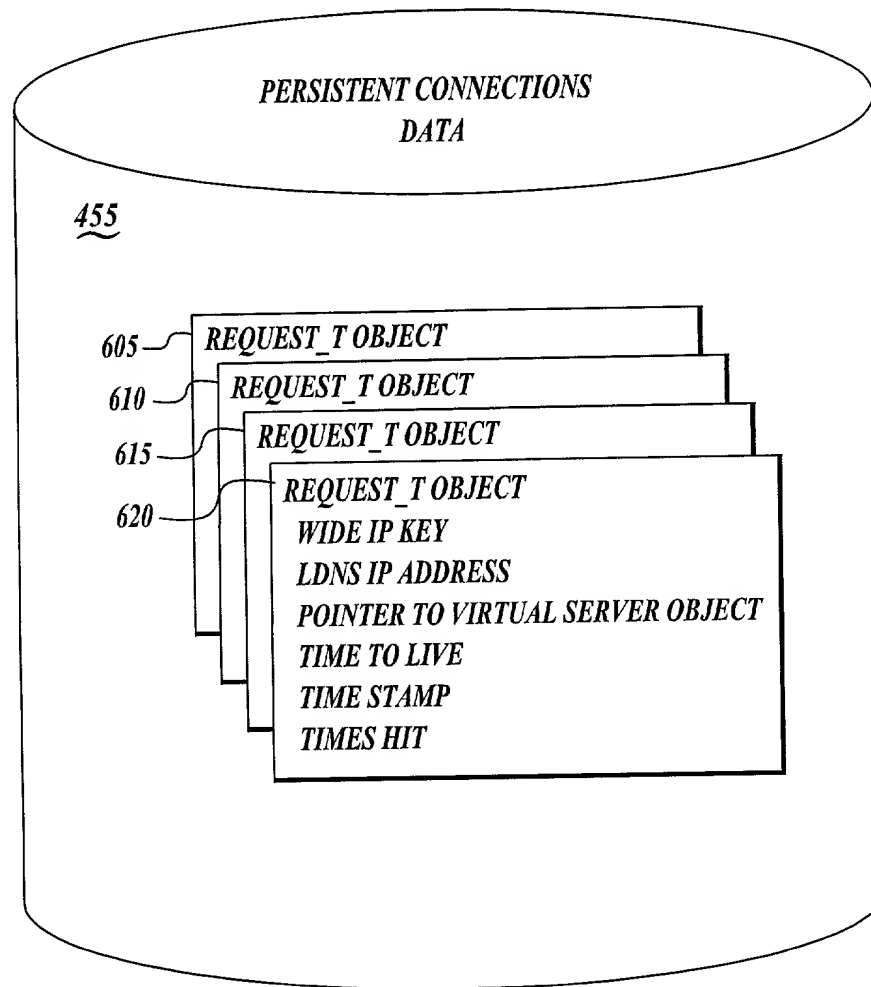 PERSISTENT CONNECTIONS
DATA
455
605
REQUEST_T OBJECT
610
REQUEST_T OBJECT
615
REQUEST_T OBJECT
620
REQUEST_T OBJECT
WIDE IP KEY
LDNS IP ADDRESS
POINTER TO VIRTUAL SERVER OBJECT
TIME TO LIVE
TIME STAMP
TIMES HIT